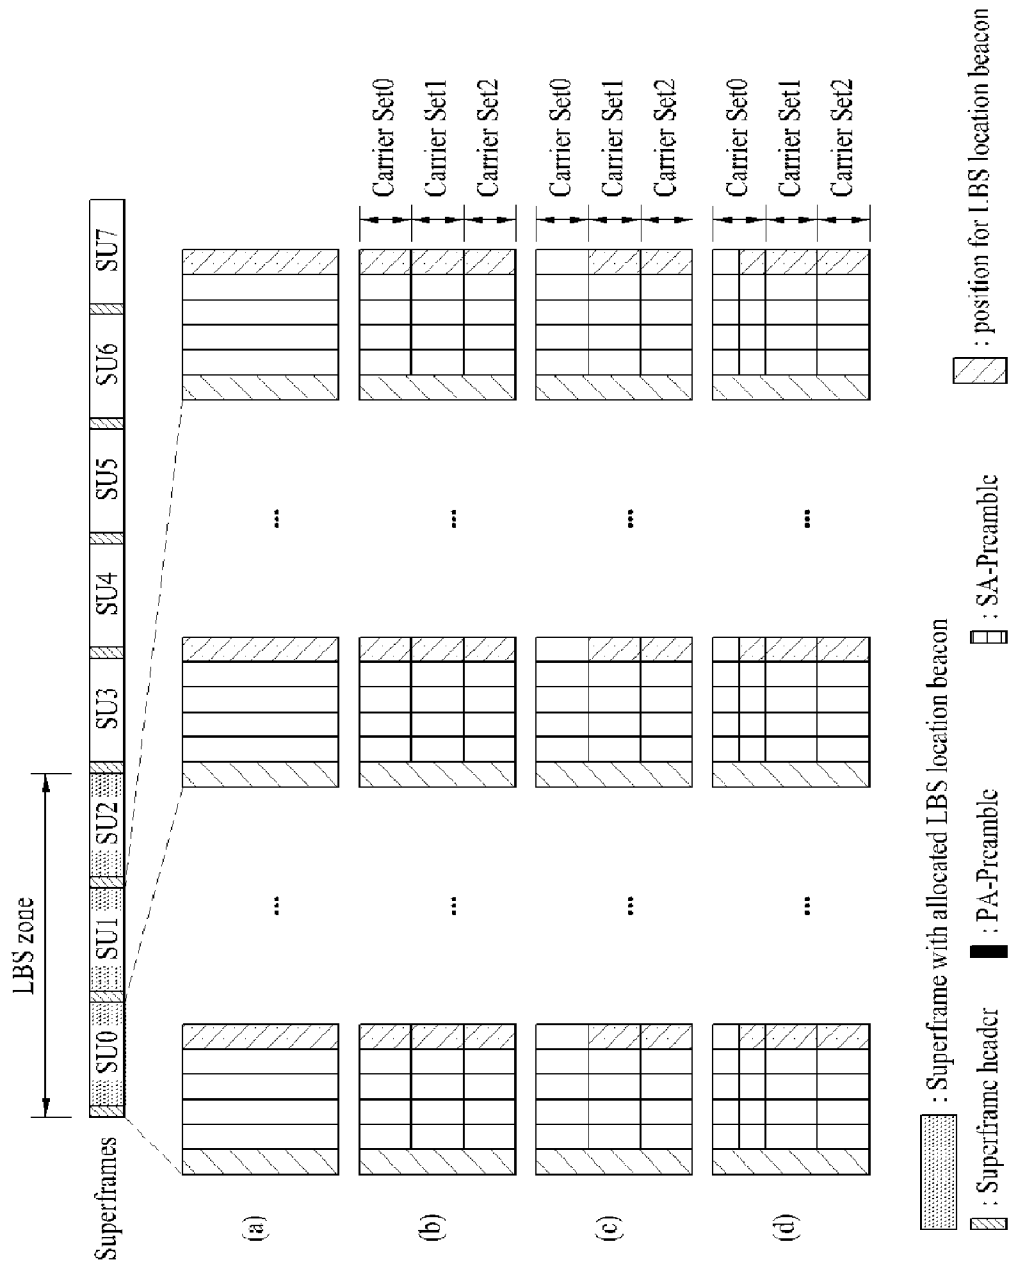 LBS zone
Superframes
SU0 SU1 SU2 SU3 SU4 SU5 SU6 SU7
(a)
... ...
(b)
... ...
Carrier Set0
Carrier Set1
Carrier Set2
(c)
... ...
Carrier Set0
Carrier Set1
Carrier Set2
(d)
... ...
Carrier Set0
Carrier Set1
Carrier Set2
: Superframe with allocated LBS location beacon
: Superframe header
: PA-Preamble
: SA-Preamble
: position for LBS location beacon